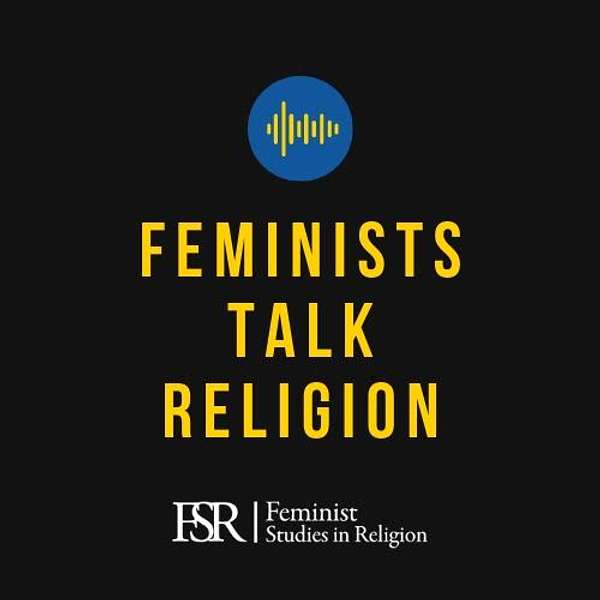 FEMINISTS
TALK
RELIGION
FSR | Feminist
Studies in Religion